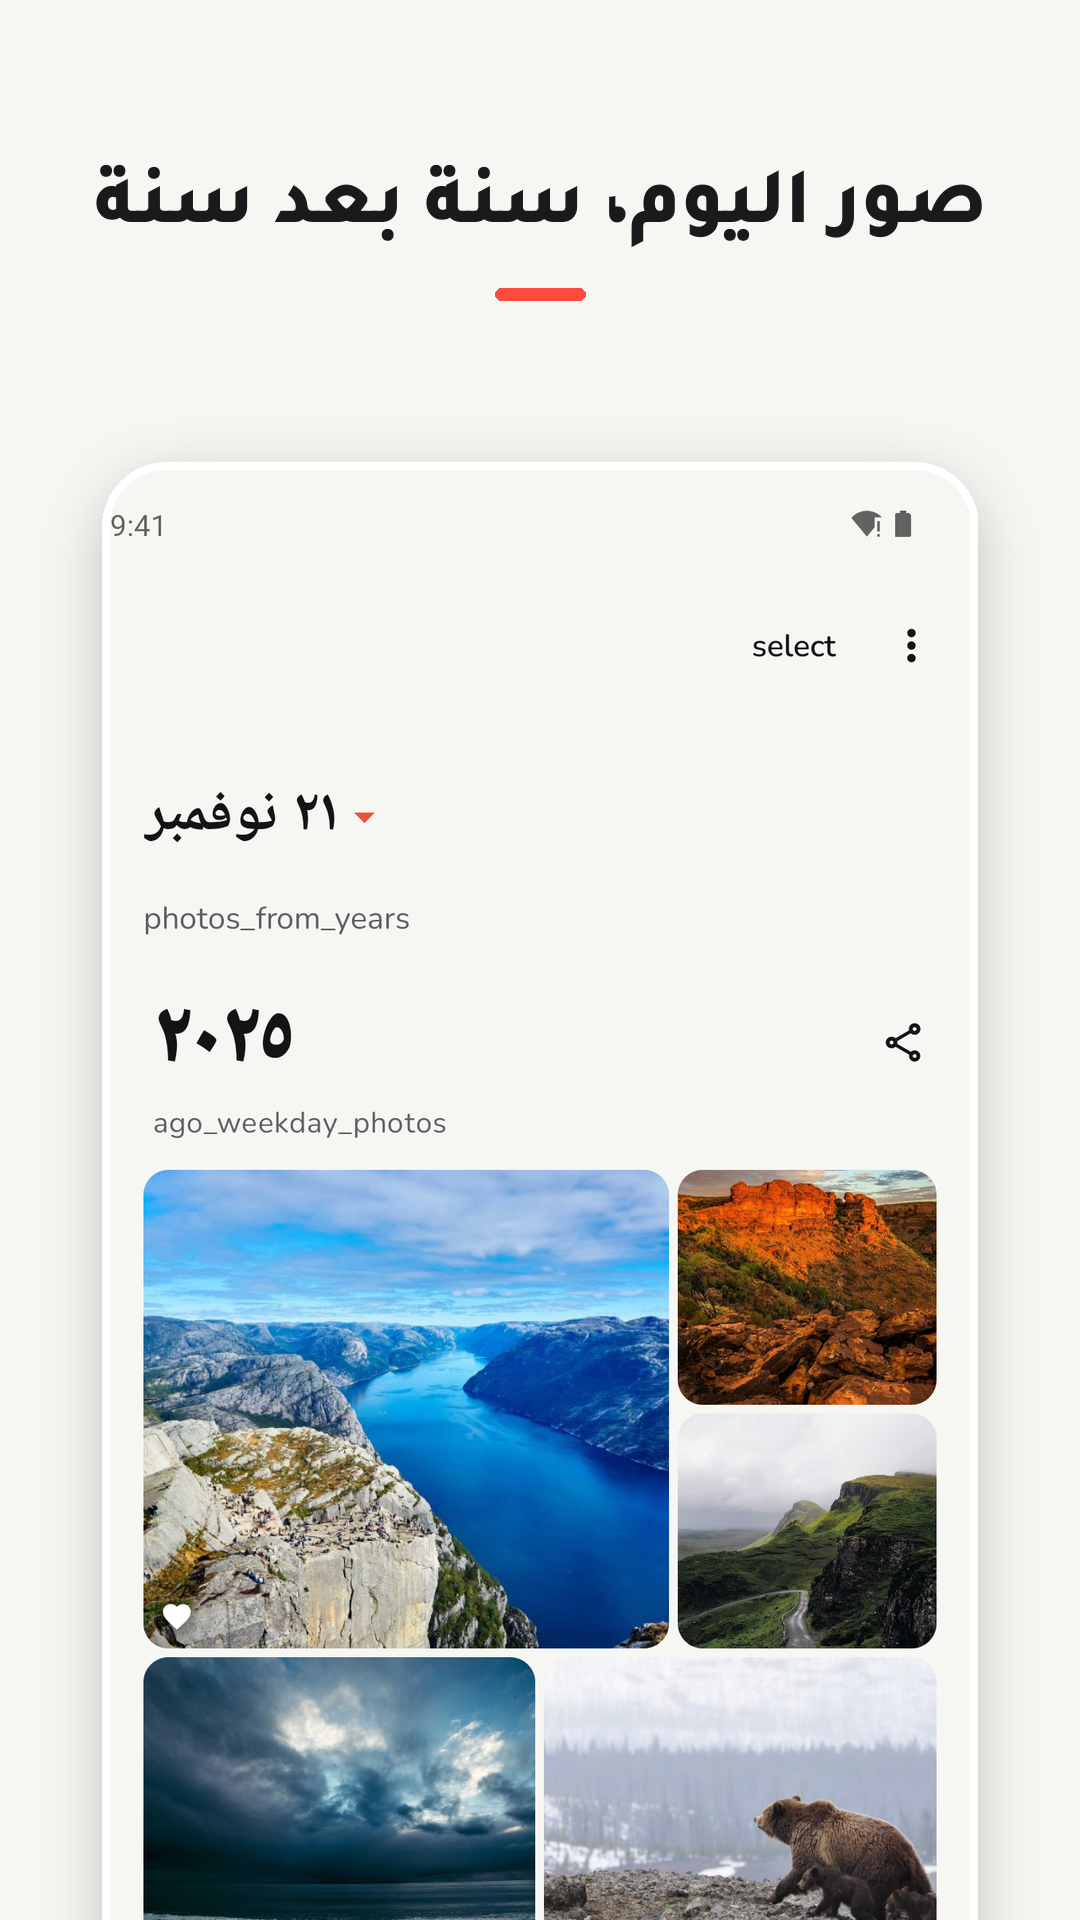 صور اليوم، سنة بعد سنة
9:41
select
٢١ نوفمبر
photos_from_years
٢٠٢٥
ago_weekday_photos